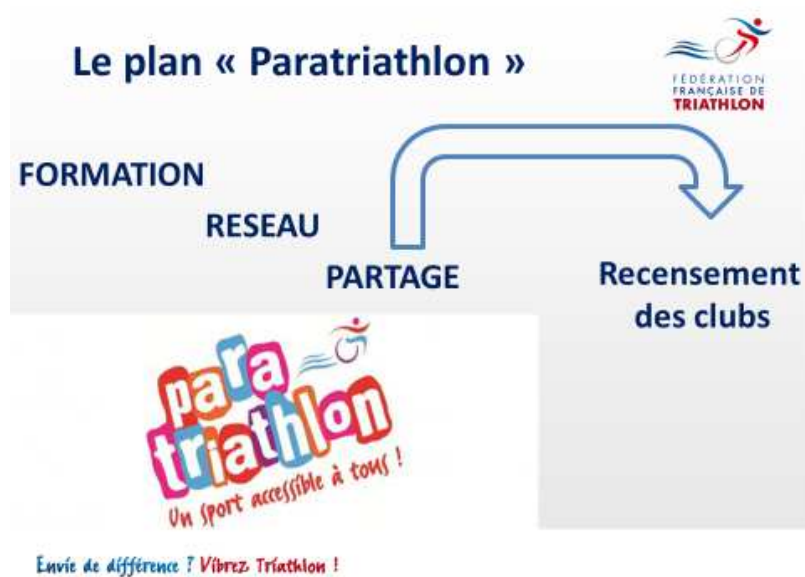 Le plan « Paratriathlon »
FÉDÉRATION
FRANÇAISE DE
TRIATHLON
FORMATION
RESEAU
PARTAGE
Recensement
des clubs
para
triathlon
Un sport accessible à tous !
Envie de différence ? Vibrez Triathlon !